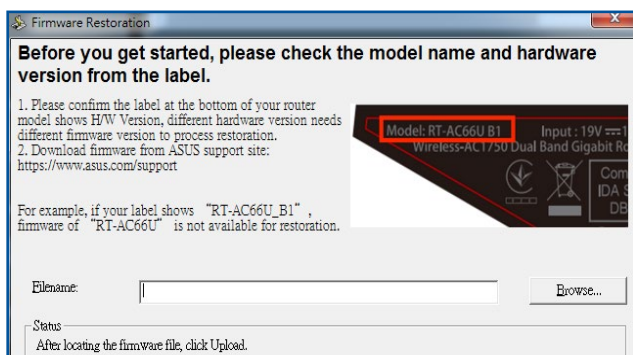 Firmware Restoration
Before you get started, please check the model name and hardware
version from the label.
1. Please confirm the label at the bottom of your router
model shows H/W Version, different hardware version needs
different firmware version to process restoration.
2. Download firmware from ASUS support site:
https://www.asus.com/support
For example, if your label shows “RT-AC66U_B1”,
firmware of “RT-AC66U” is not available for restoration.
Model: RT-AC66U B1 Input : 19V
Wireless-AC1750 Dual Band Gigabit
Com
IDA S
DB
Filename:
Browse...
Status
After locating the firmware file, click Upload.